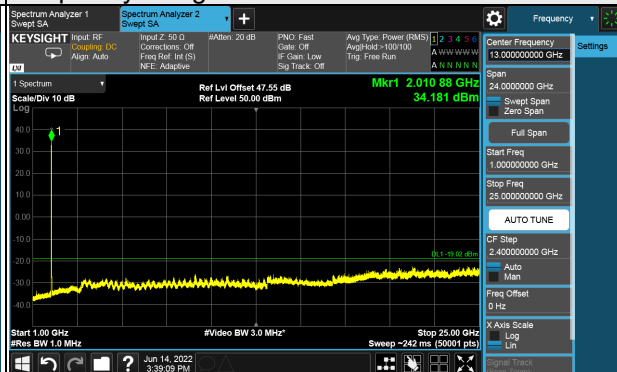 Spectrum Analyzer 1
Swept SA
Spectrum Analyzer 2
Swept SA
+
Frequency
KEYSIGHT
Input: RF
Coupling: DC
Align: Auto
Input Z: 50 Ω
Corrections: Off
Freq Ref: Int (S)
NFE: Adaptive
#Atten: 20 dB
PNO: Fast
Gate: Off
IF Gain: Low
Sig Track: Off
Avg Type: Power (RMS)
Avg|Hold:>100/100
Trig: Free Run
1 2 3 4 5 6
A W W W W W
A N N N N N
LXI
1 Spectrum
Scale/Div 10 dB
Log
Ref Lvl Offset 47.55 dB
Ref Level 50.00 dBm
Mkr1 2.010 88 GHz
34.181 dBm
1
40.0
30.0
20.0
10.0
0.00
-10.0
-20.0
-30.0
-40.0
DL1 -19.02 dBm
Start 1.00 GHz
#Res BW 1.0 MHz
#Video BW 3.0 MHz*
Stop 25.00 GHz
Sweep ~242 ms (50001 pts)
?
Jun 14, 2022
3:39:09 PM
Center Frequency
13.000000000 GHz
Settings
Span
24.0000000 GHz
Swept Span
Zero Span
Full Span
Start Freq
1.000000000 GHz
Stop Freq
25.000000000 GHz
AUTO TUNE
CF Step
2.400000000 GHz
Auto
Man
Freq Offset
0 Hz
X Axis Scale
Log
Lin
Signal Track